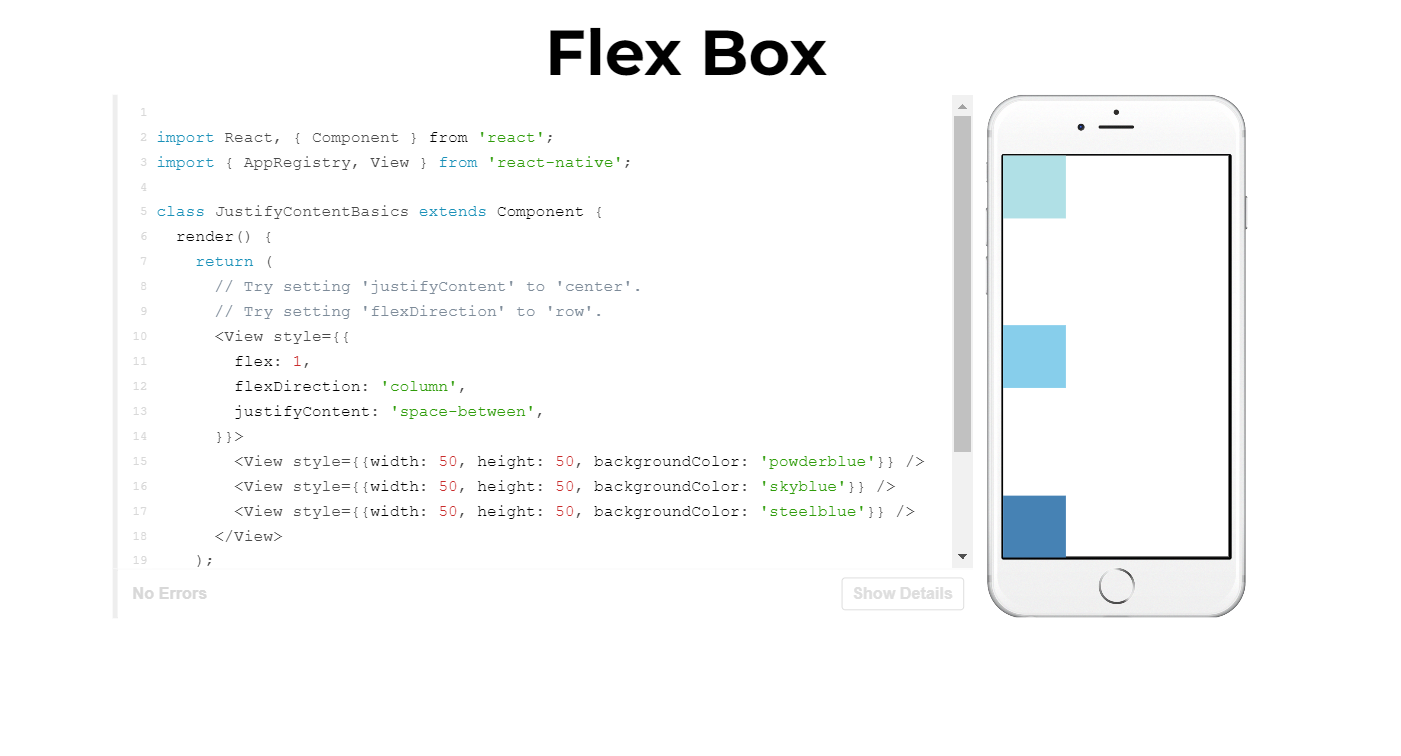 Flex Box
1
2 import React, { Component } from 'react';
3 import { AppRegistry, View } from 'react-native';
4
5 class JustifyContentBasics extends Component {
6 render() {
7 return (
8 // Try setting 'justifyContent' to 'center'.
9 // Try setting 'flexDirection' to 'row'.
10 <View style={{
11 flex: 1,
12 flexDirection: 'column',
13 justifyContent: 'space-between',
14 }}>
15 <View style={{width: 50, height: 50, backgroundColor: 'powderblue'}} />
16 <View style={{width: 50, height: 50, backgroundColor: 'skyblue'}} />
17 <View style={{width: 50, height: 50, backgroundColor: 'steelblue'}} />
18 </View>
19 );
No Errors
Show Details